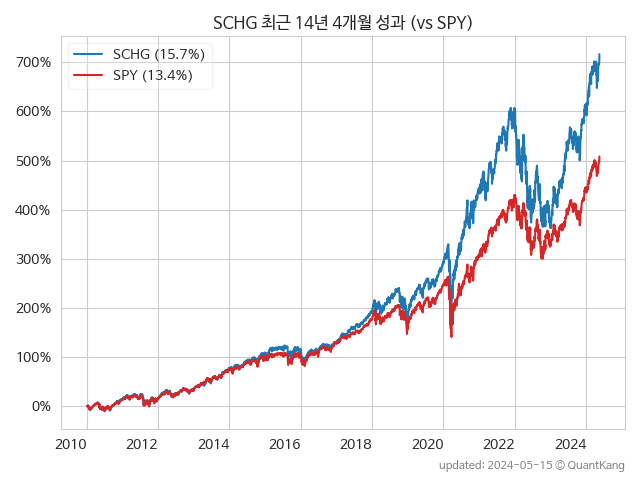 SCHG 최근 14년 4개월 성과 (vs SPY)
SCHG (15.7%)
SPY (13.4%)
700%
600%
500%
400%
300%
200%
100%
0%
2010 2012 2014 2016 2018 2020 2022 2024
updated: 2024-05-15 © QuantKang